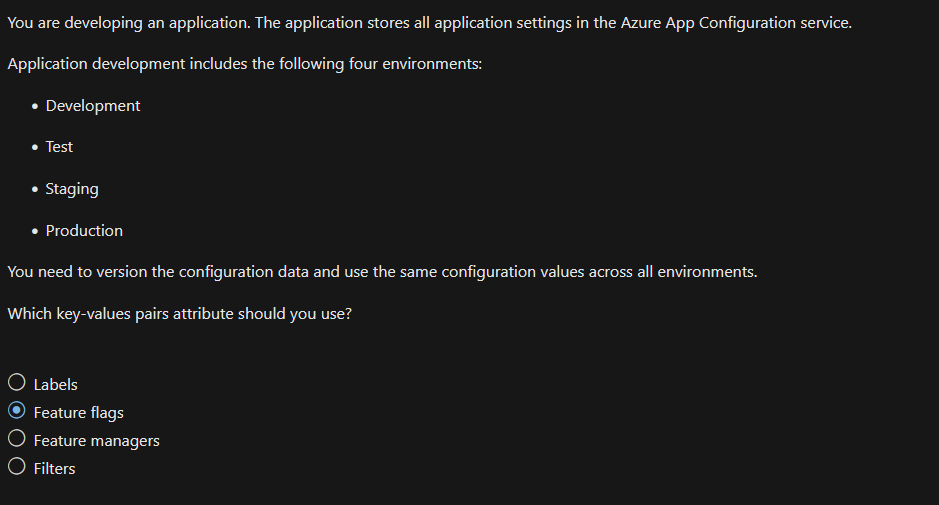 You are developing an application. The application stores all application settings in the Azure App Configuration service.
Application development includes the following four environments:
• Development
• Test
• Staging
• Production
You need to version the configuration data and use the same configuration values across all environments.
Which key-values pairs attribute should you use?
Labels
Feature flags
Feature managers
Filters